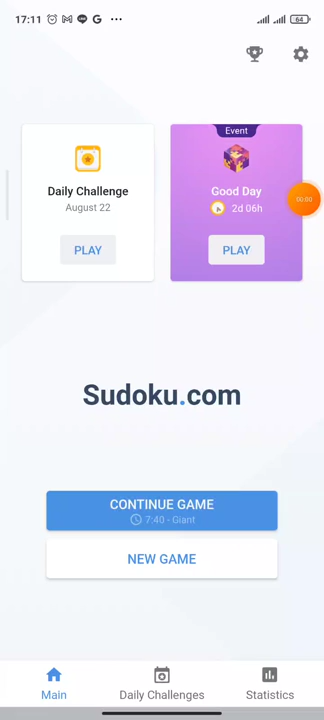 17:11
64
Event
Daily Challenge
August 22
PLAY
Good Day
2d 06h
PLAY
00:00
Sudoku.com
CONTINUE GAME
7:40 - Giant
NEW GAME
Main
Daily Challenges
Statistics